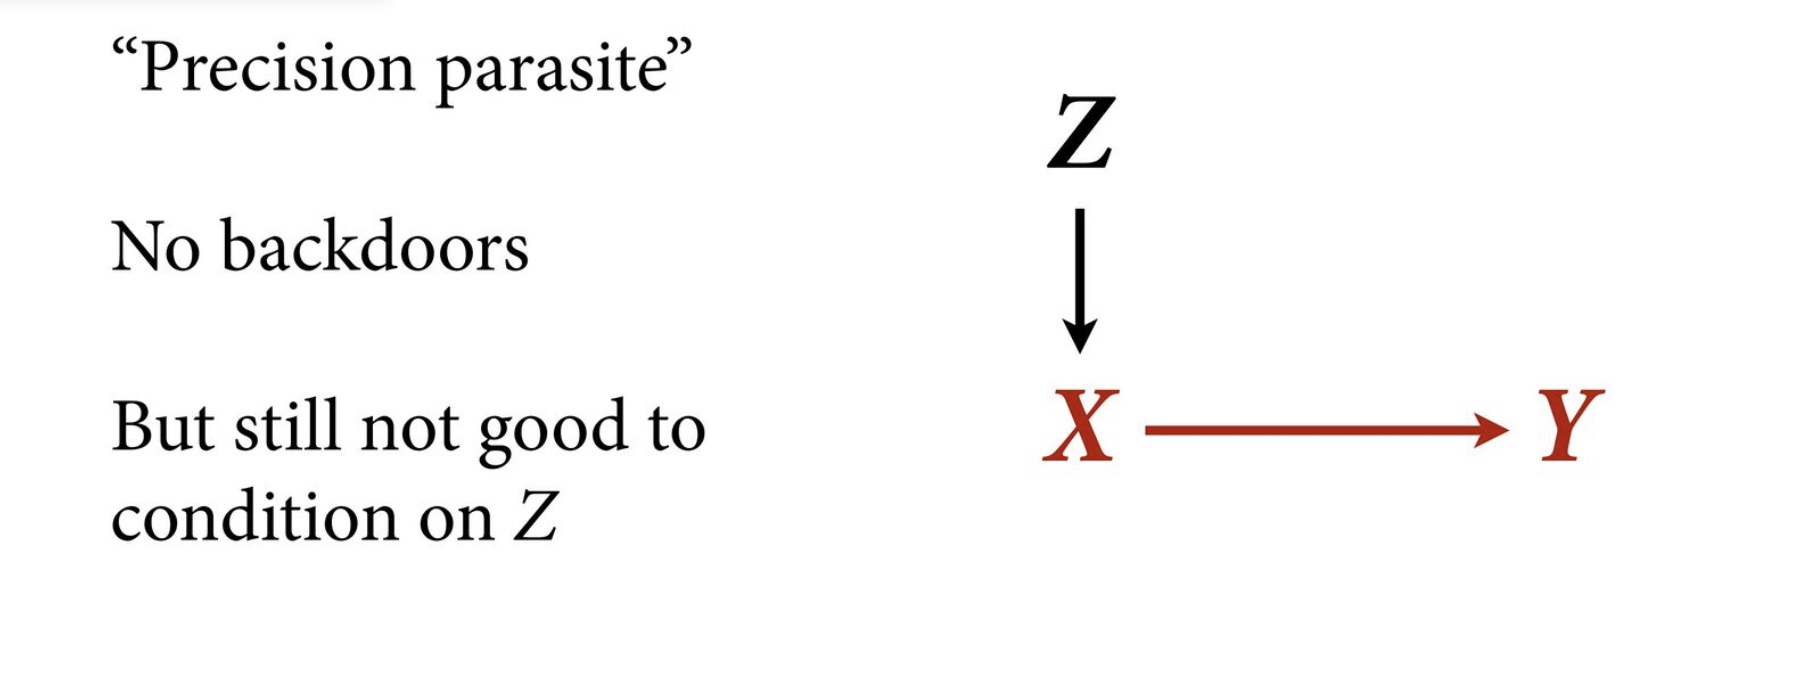 “Precision parasite”
No backdoors
But still not good to
condition on Z
Z
X
Y